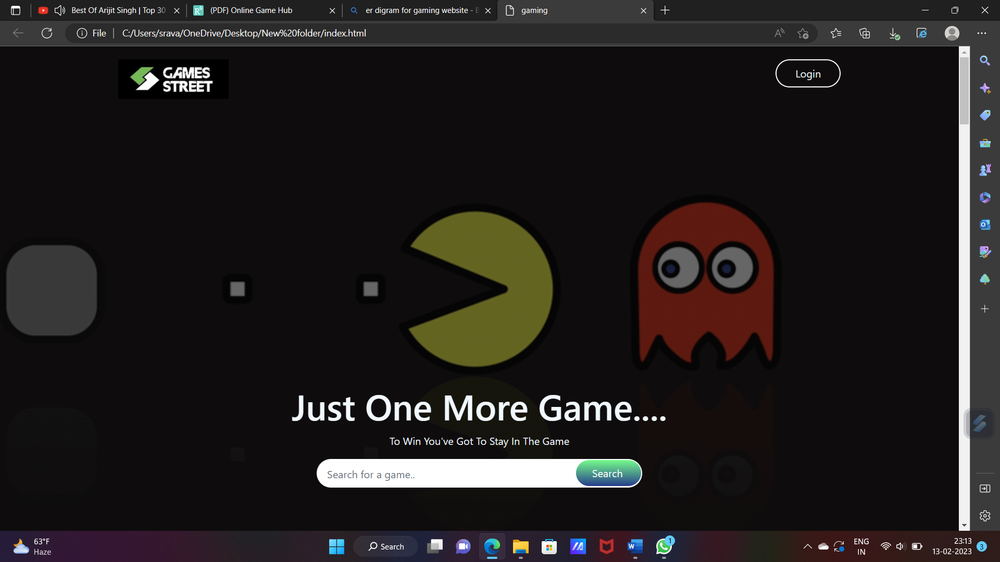 Best Of Arijit Singh | Top 30
(PDF) Online Game Hub
er digram for gaming website -
gaming
File
C:/Users/srava/OneDrive/Desktop/New%20folder/index.html
GAMES
STREET
Login
Just One More Game....
To Win You've Got To Stay In The Game
Search for a game..
Search
63°F
Haze
Search
1
ENG
IN
23:13
13-02-2023
3